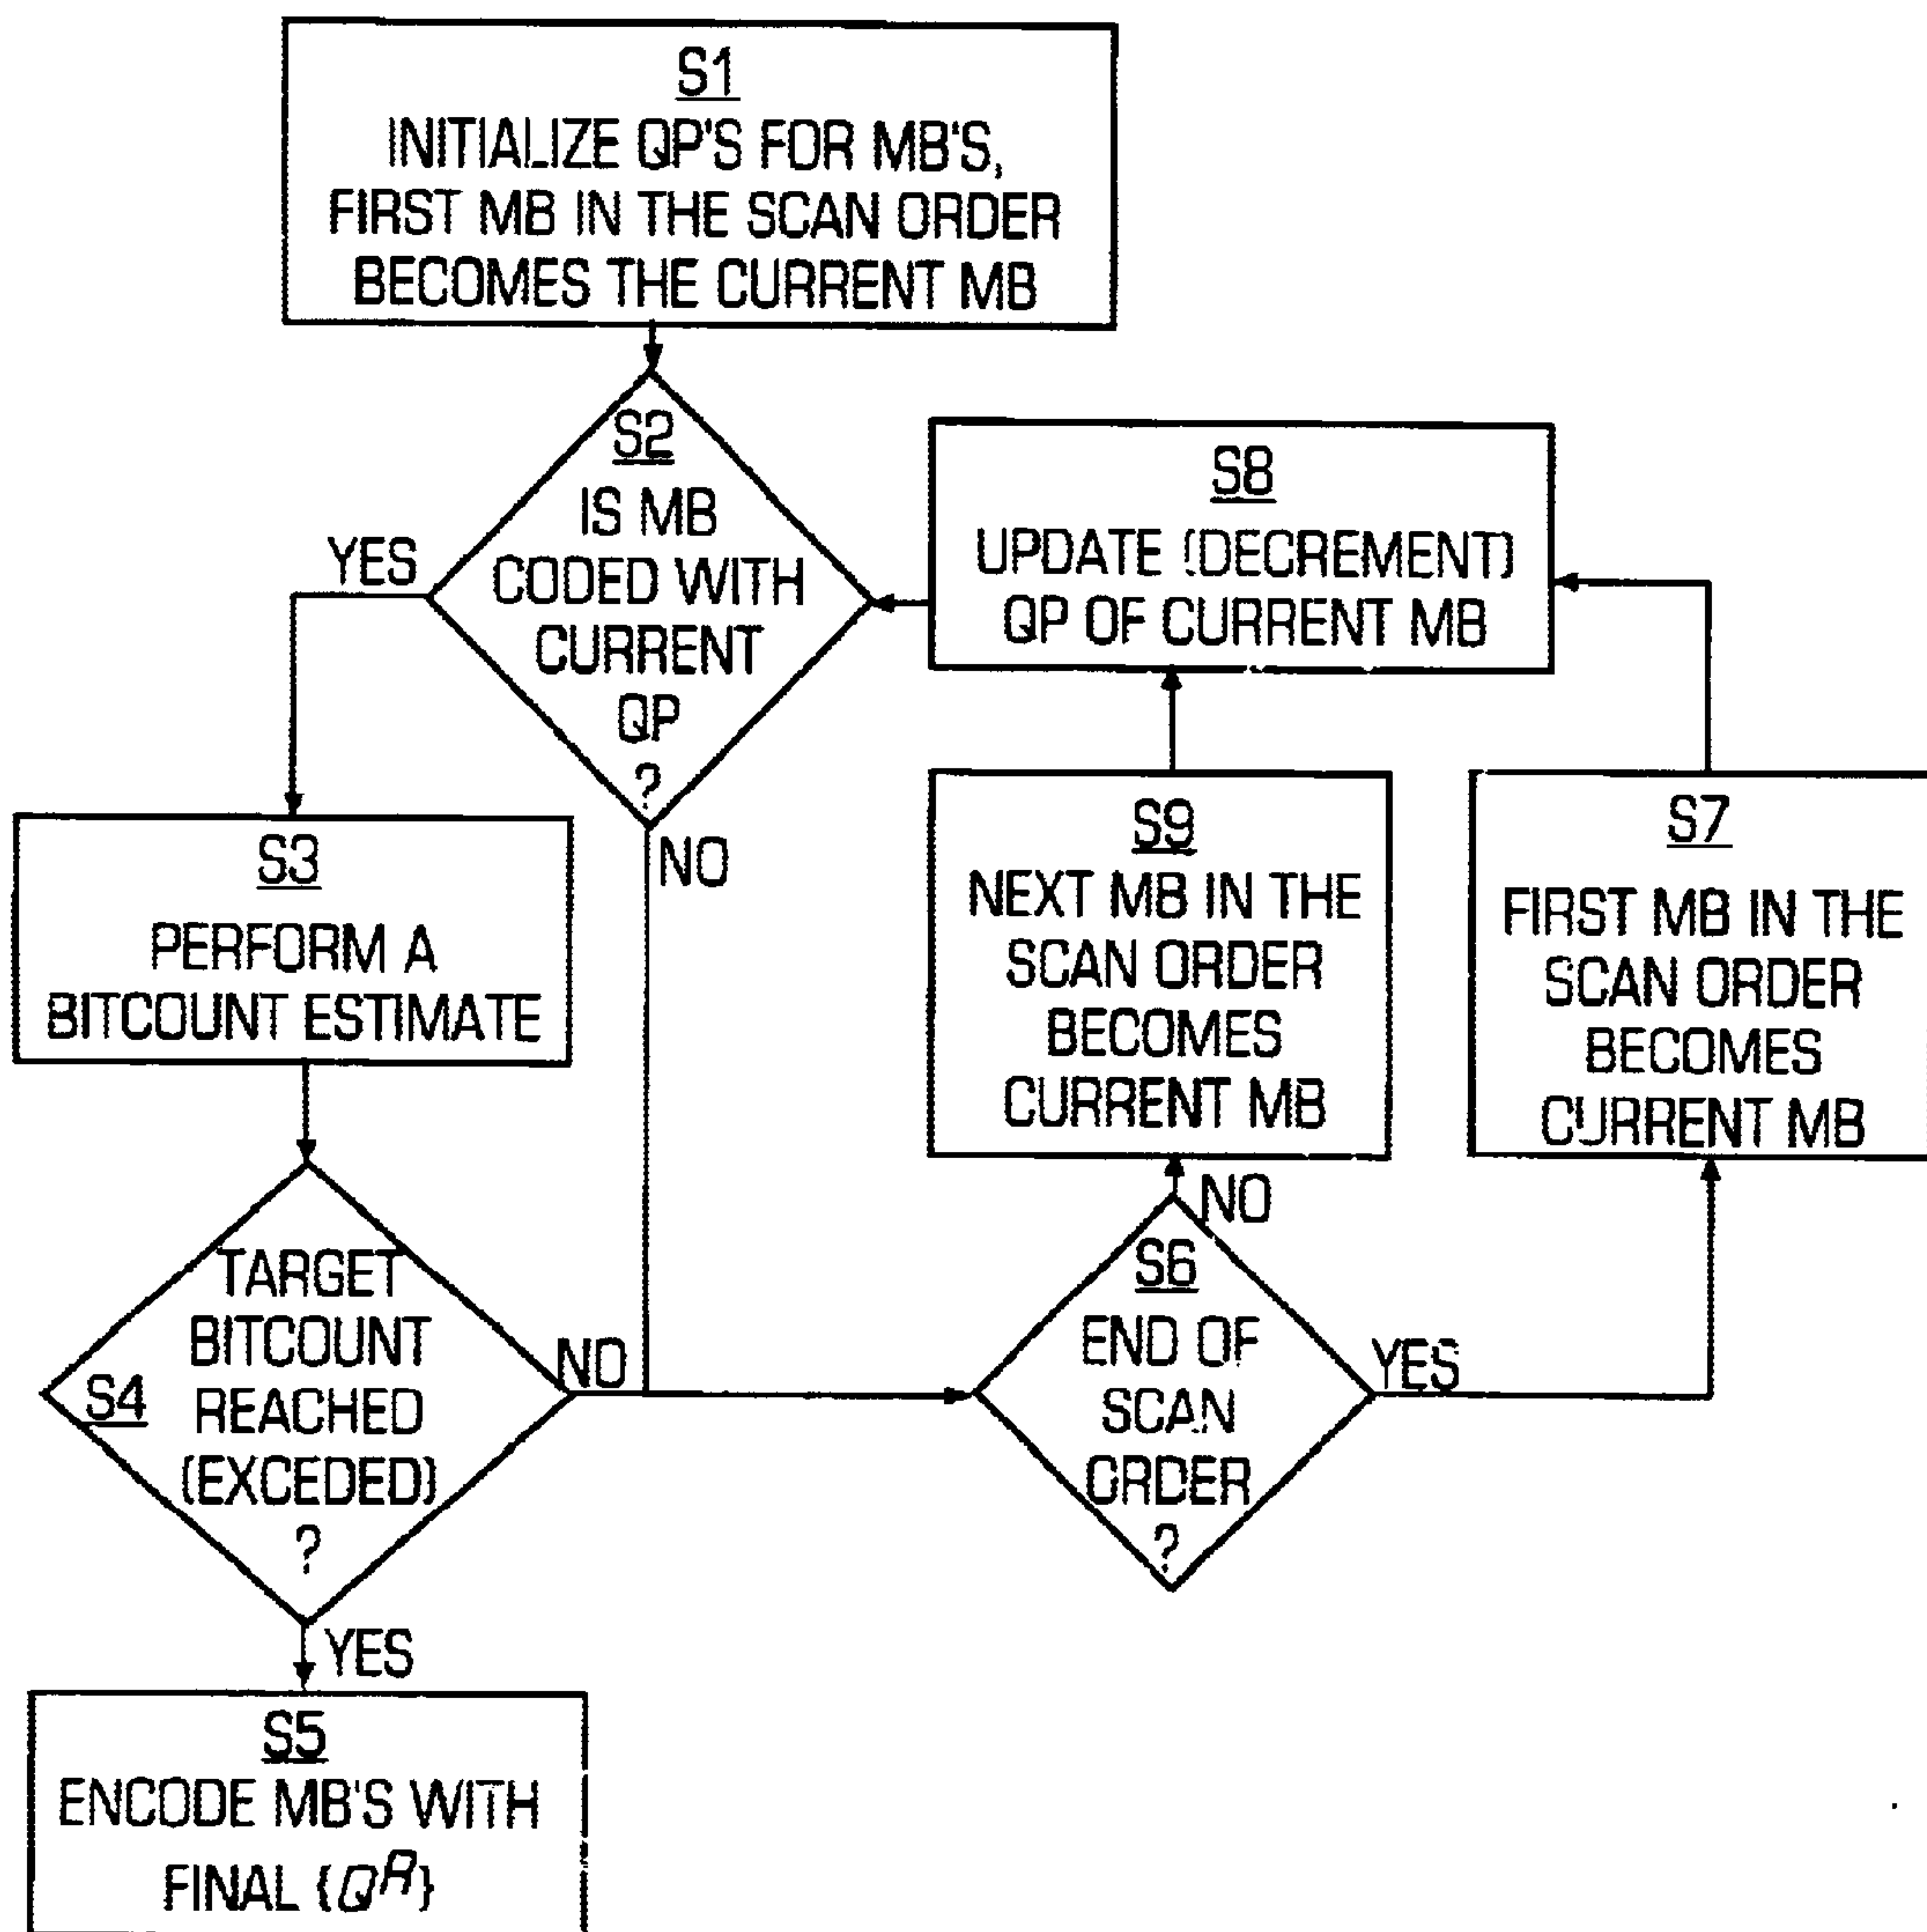 S1
INITIALIZE QP'S FOR MB'S,
FIRST MB IN THE SCAN ORDER
BECOMES THE CURRENT MB
S2
IS MB
CODED WITH
CURRENT
QP
?
YES
NO
S8
UPDATE (DECREMENT)
QP OF CURRENT MB
S3
PERFORM A
BITCOUNT ESTIMATE
S9
NEXT MB IN THE
SCAN ORDER
BECOMES
CURRENT MB
S7
FIRST MB IN THE
SCAN ORDER
BECOMES
CURRENT MB
S4
TARGET
BITCOUNT
REACHED
(EXCEDED)
?
NO
YES
S6
END OF
SCAN
ORDER
?
NO
YES
S5
ENCODE MB'S WITH
FINAL {Q^R}